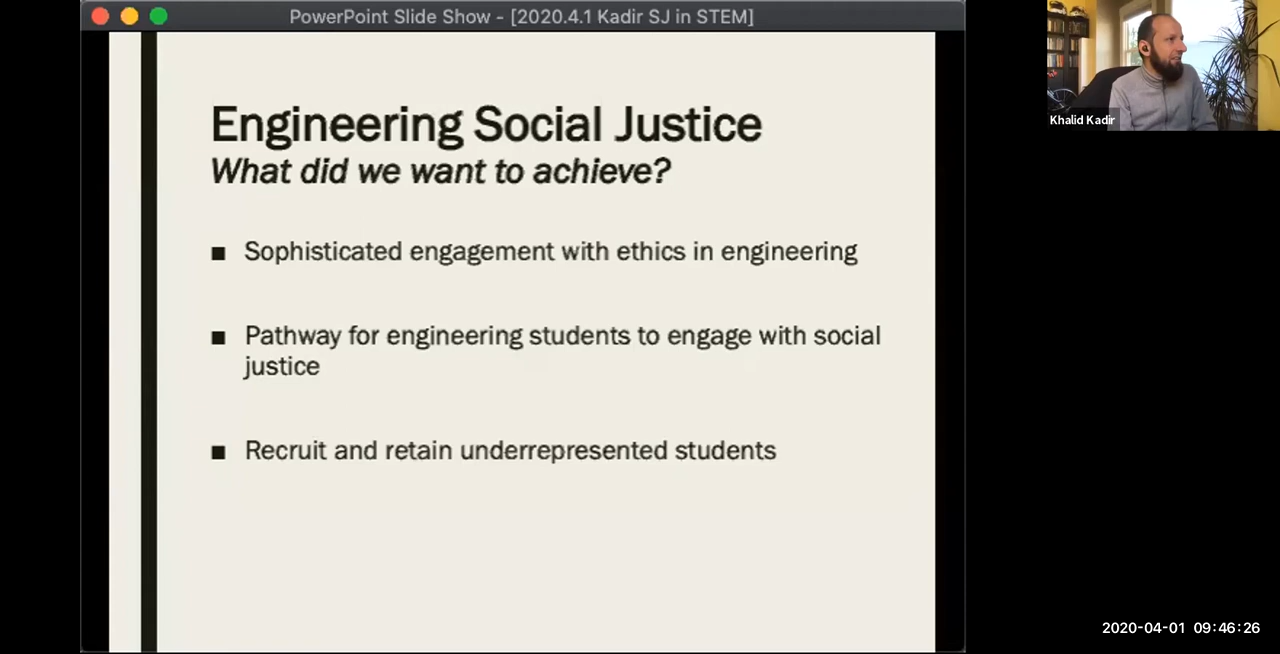 PowerPoint Slide Show - [2020.4.1 Kadir SJ in STEM]
Engineering Social Justice
What did we want to achieve?
■ Sophisticated engagement with ethics in engineering
■ Pathway for engineering students to engage with social
justice
■ Recruit and retain underrepresented students
Khalid Kadir
2020-04-01 09:46:26